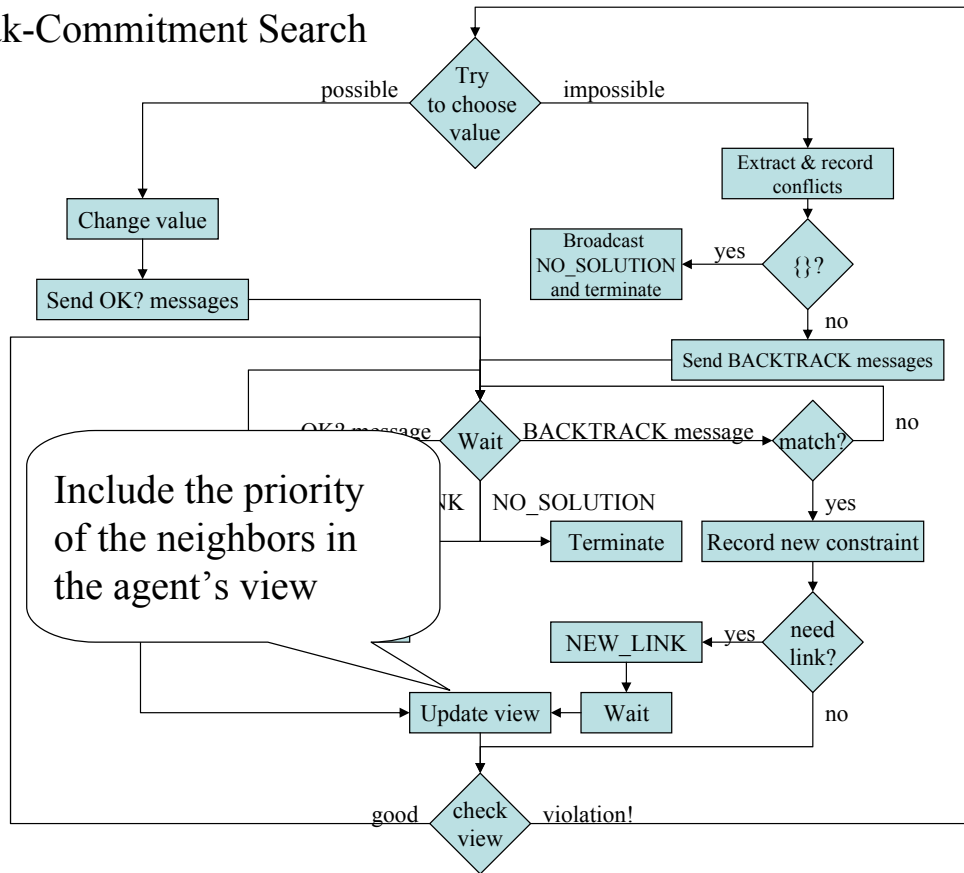 k-Commitment Search
Try
to choose
value
possible
impossible
Extract & record
conflicts
Change value
Broadcast
NO_SOLUTION
and terminate
yes
{}?
Send OK? messages
no
Send BACKTRACK messages
OK? message
Wait
BACKTRACK message
match?
no
Include the priority
of the neighbors in
the agent's view
NK
NO_SOLUTION
yes
Terminate
Record new constraint
NEW_LINK
yes
need
link?
Update view
Wait
no
good
check
view
violation!